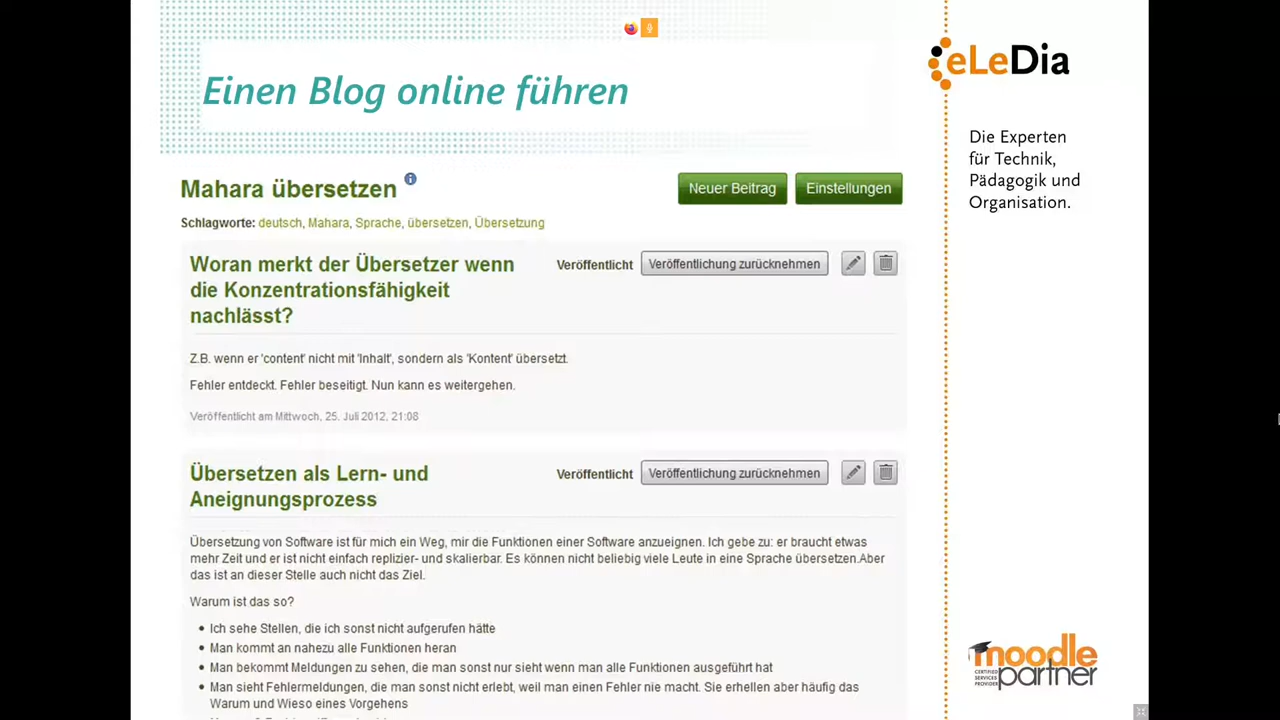 Einen Blog online führen
eLeDia
Die Experten
für Technik,
Pädagogik und
Organisation.
Mahara übersetzen
Neuer Beitrag
Einstellungen
Schlagworte: deutsch, Mahara, Sprache, übersetzen, Übersetzung
Woran merkt der Übersetzer wenn
die Konzentrationsfähigkeit
nachlässt?
Veröffentlicht
Veröffentlichung zurücknehmen
Z.B. wenn er 'content' nicht mit 'Inhalt', sondern als 'Kontent' übersetzt.
Fehler entdeckt. Fehler beseitigt. Nun kann es weitergehen.
Veröffentlicht am Mittwoch, 25. Juli 2012, 21:08
Übersetzen als Lern- und
Aneignungsprozess
Veröffentlicht
Veröffentlichung zurücknehmen
Übersetzung von Software ist für mich ein Weg, mir die Funktionen einer Software anzueignen. Ich gebe zu: er braucht etwas
mehr Zeit und er ist nicht einfach replizier- und skalierbar. Es können nicht beliebig viele Leute in eine Sprache übersetzen.Aber
das ist an dieser Stelle auch nicht das Ziel.
Warum ist das so?
• Ich sehe Stellen, die ich sonst nicht aufgerufen hätte
• Man kommt an nahezu alle Funktionen heran
• Man bekommt Meldungen zu sehen, die man sonst nur sieht wenn man alle Funktionen ausgeführt hat
• Man sieht Fehlermeldungen, die man sonst nicht erlebt, weil man einen Fehler nie macht. Sie erhellen aber häufig das
Warum und Wieso eines Vorgehens
moodle
CERTIFIED
SERVICES
PROVIDER
partner